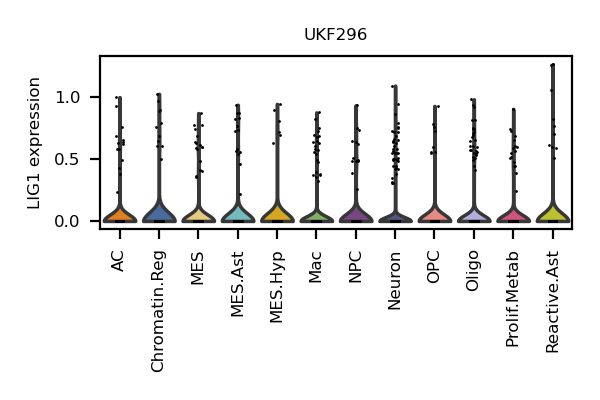 UKF296
LIG1 expression
1.0
0.5
0.0
AC
Chromatin.Reg
MES
MES.Ast
MES.Hyp
Mac
NPC
Neuron
OPC
Oligo
Prolif.Metab
Reactive.Ast